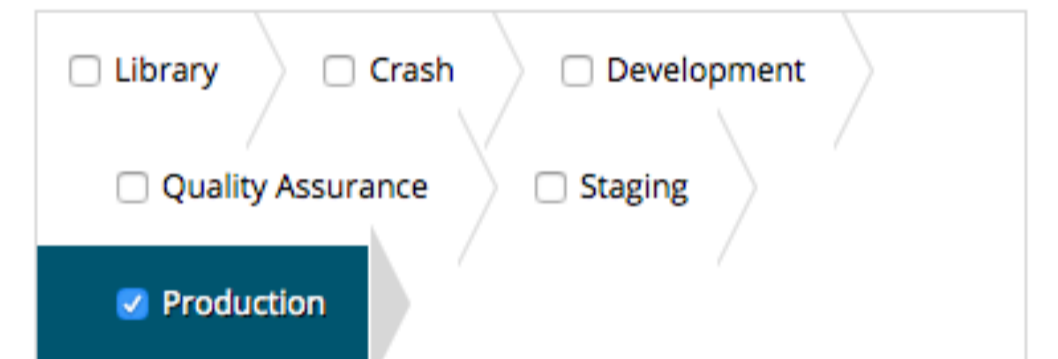 Library Crash Development
Quality Assurance Staging
Production